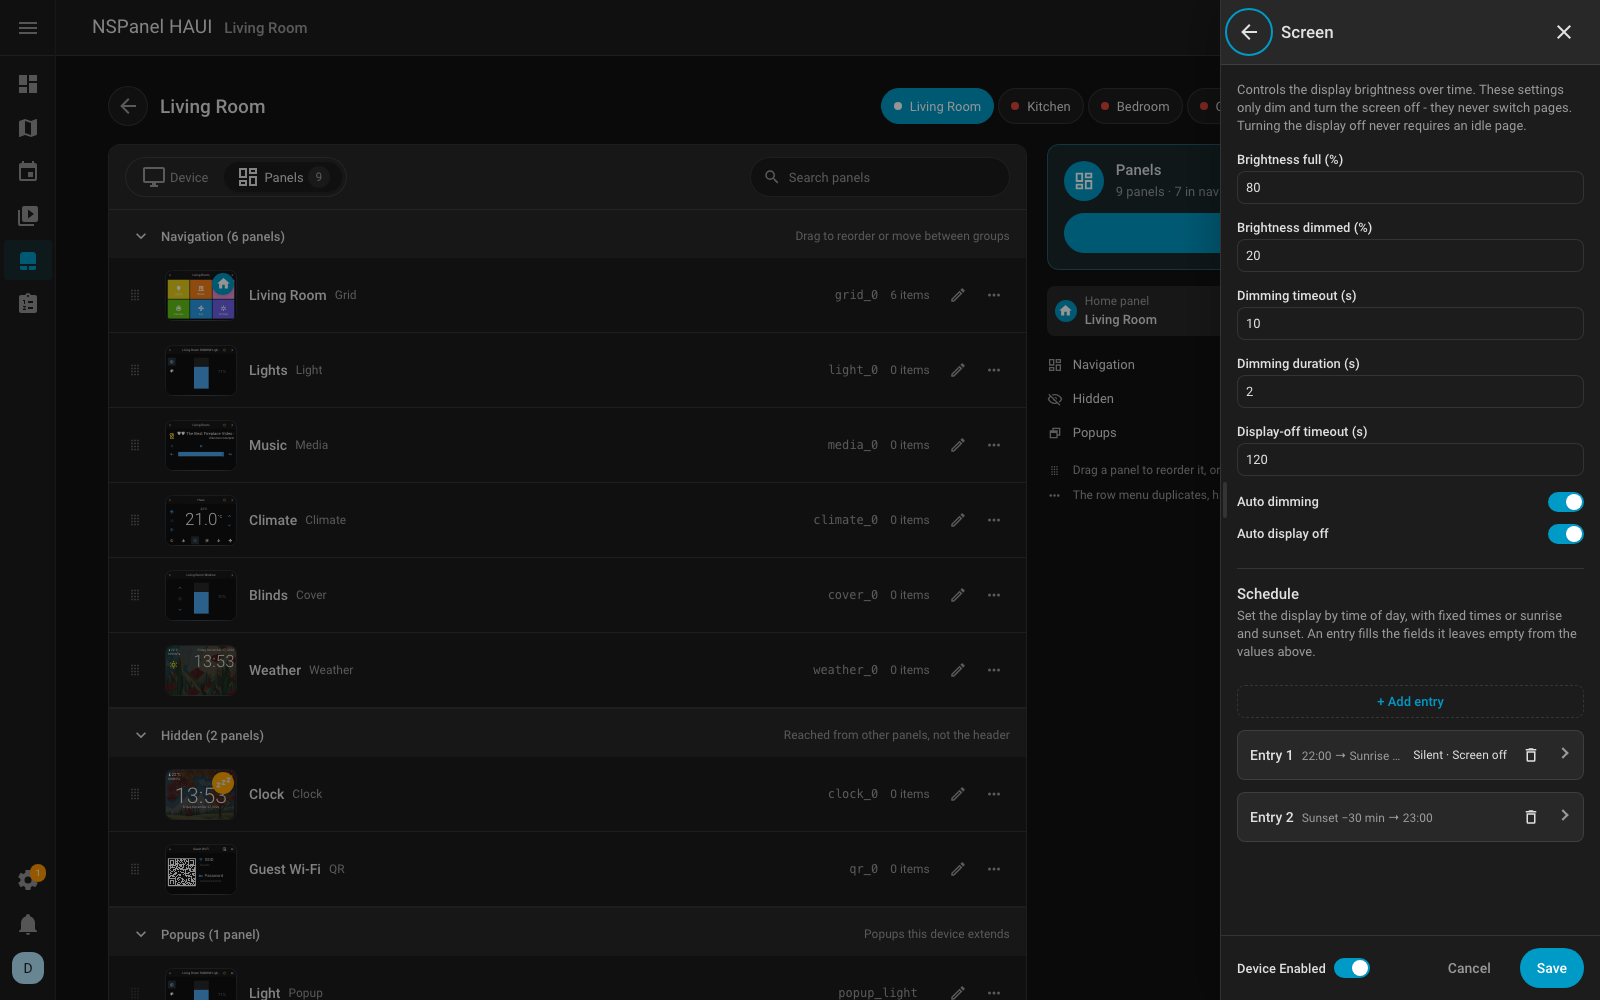 NSPanel HAUI Living Room
Living Room
Living Room
Kitchen
Bedroom
Device
Panels 9
Search panels
Navigation (6 panels)
Drag to reorder or move between groups
Living Room Grid
grid_0 6 items
Lights Light
light_0 0 items
Music Media
media_0 0 items
21.0
Climate Climate
climate_0 0 items
Blinds Cover
cover_0 0 items
13:53
Weather Weather
weather_0 0 items
Hidden (2 panels)
Reached from other panels, not the header
13:53
Clock Clock
clock_0 0 items
Guest Wi-Fi QR
qr_0 0 items
Popups (1 panel)
Popups this device extends
Light Popup
popup_light 0 items
Panels
9 panels · 7 in nav
Home panel
Living Room
Navigation
Hidden
Popups
Drag a panel to reorder it, or
The row menu duplicates, h
1
D
Screen
Controls the display brightness over time. These settings
only dim and turn the screen off - they never switch pages.
Turning the display off never requires an idle page.
Brightness full (%)
80
Brightness dimmed (%)
20
Dimming timeout (s)
10
Dimming duration (s)
2
Display-off timeout (s)
120
Auto dimming
Auto display off
Schedule
Set the display by time of day, with fixed times or sunrise
and sunset. An entry fills the fields it leaves empty from the
values above.
+ Add entry
Entry 1 22:00 → Sunrise ... Silent · Screen off
Entry 2 Sunset −30 min → 23:00
Device Enabled
Cancel
Save